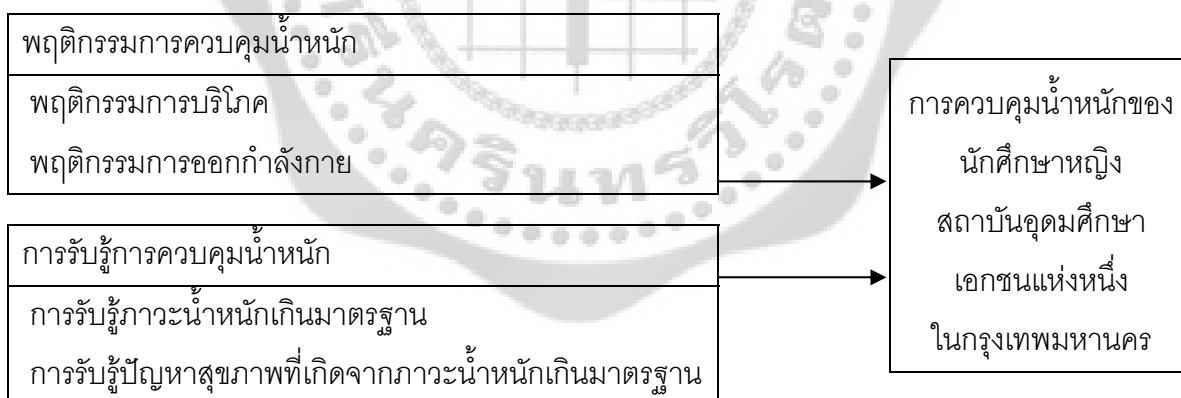 พฤติกรรมการควบคุมน้ำหนัก
พฤติกรรมการบริโภค
พฤติกรรมการออกกำลังกาย
การรับรู้การควบคุมน้ำหนัก
การรับรู้ภาวะน้ำหนักเกินมาตรฐาน
การรับรู้ปัญหาสุขภาพที่เกิดจากภาวะน้ำหนักเกินมาตรฐาน
การควบคุมน้ำหนักของ
นักศึกษาหญิง
สถาบันอุดมศึกษา
เอกชนแห่งหนึ่ง
ในกรุงเทพมหานคร